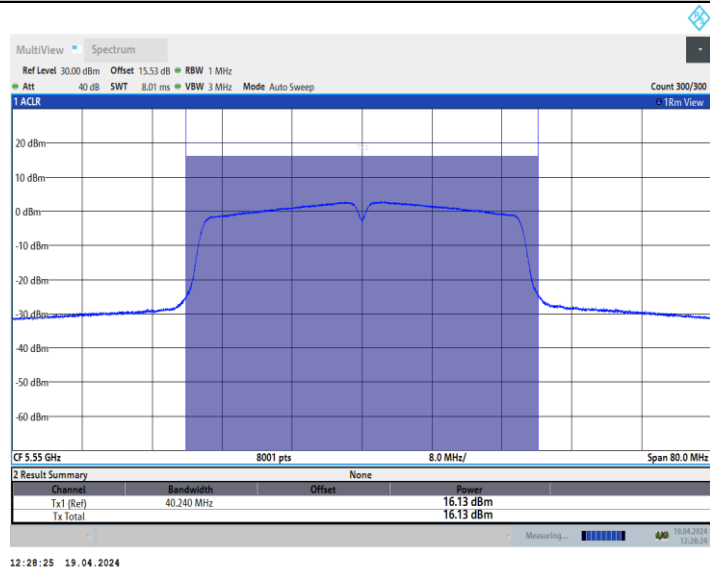 MultiView Spectrum
Ref Level 30.00 dBm Offset 15.53 dB RBW 1 MHz
Att 40 dB SWT 8.01 ms VBW 3 MHz Mode Auto Sweep Count 300/300
1 ACLR 1Rm View
20 dBm
10 dBm
0 dBm
-10 dBm
-20 dBm
-30 dBm
-40 dBm
-50 dBm
-60 dBm
CF 5.55 GHz 8001 pts 8.0 MHz/ Span 80.0 MHz
2 Result Summary None
Channel Bandwidth Offset Power
Tx1 (Ref) 40.240 MHz 16.13 dBm
Tx Total 16.13 dBm
Measuring... 19.04.2024
12:28:24
12:28:25 19.04.2024